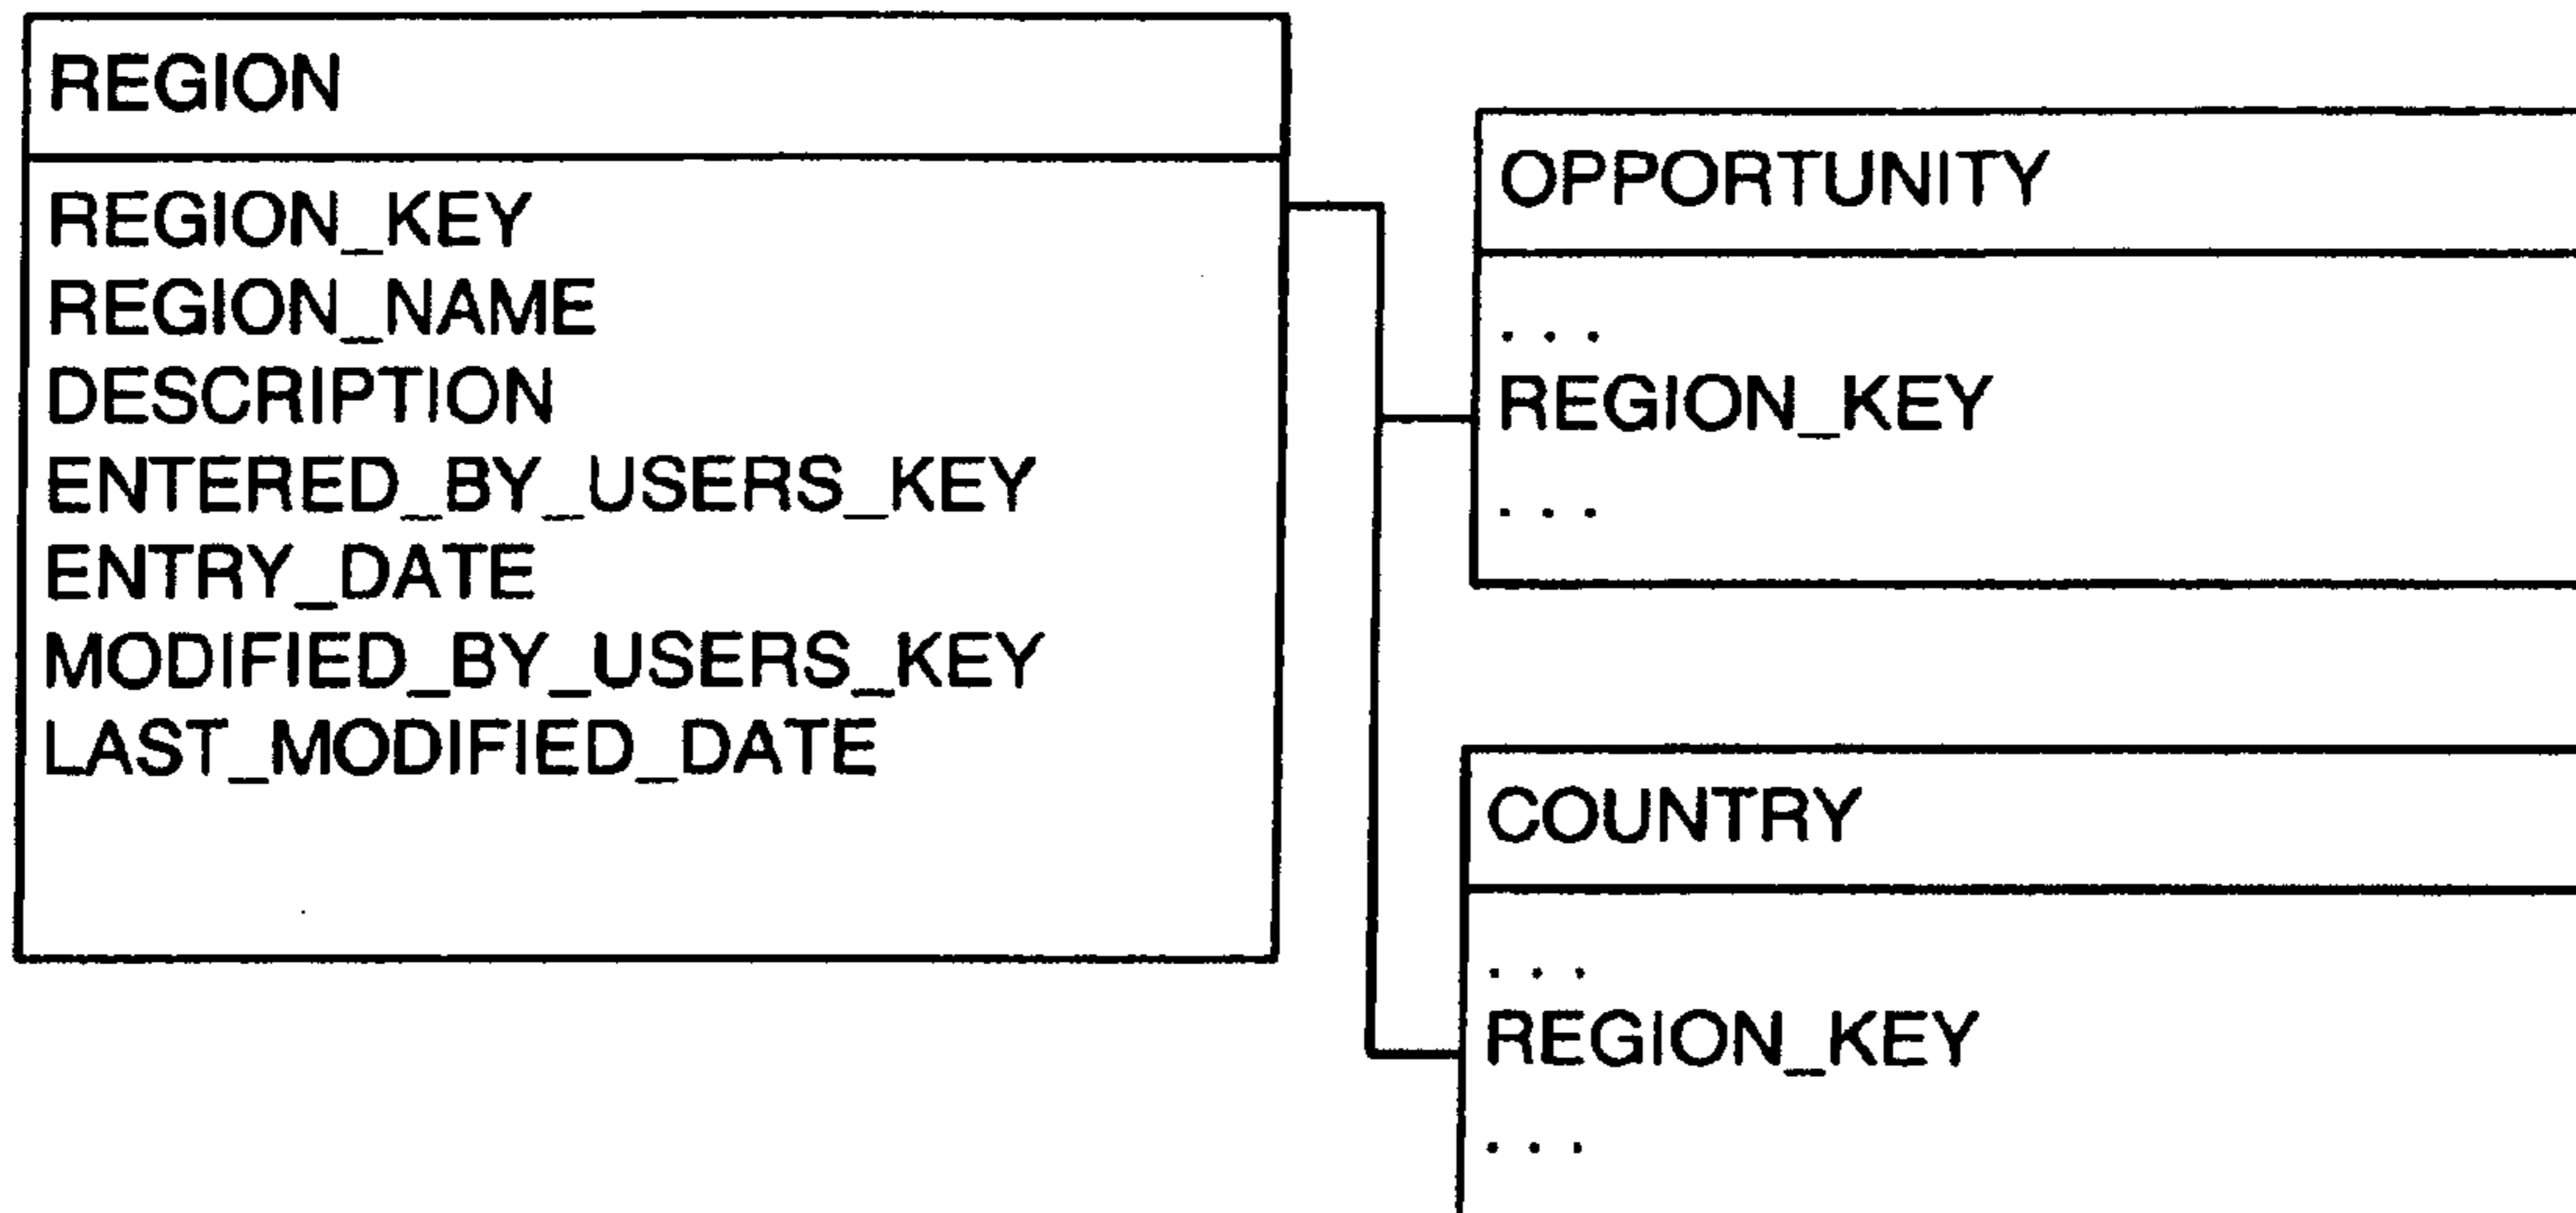 REGION
REGION_KEY
REGION_NAME
DESCRIPTION
ENTERED_BY_USERS_KEY
ENTRY_DATE
MODIFIED_BY_USERS_KEY
LAST_MODIFIED_DATE
OPPORTUNITY
. . .
REGION_KEY
. . .
COUNTRY
. . .
REGION_KEY
. . .